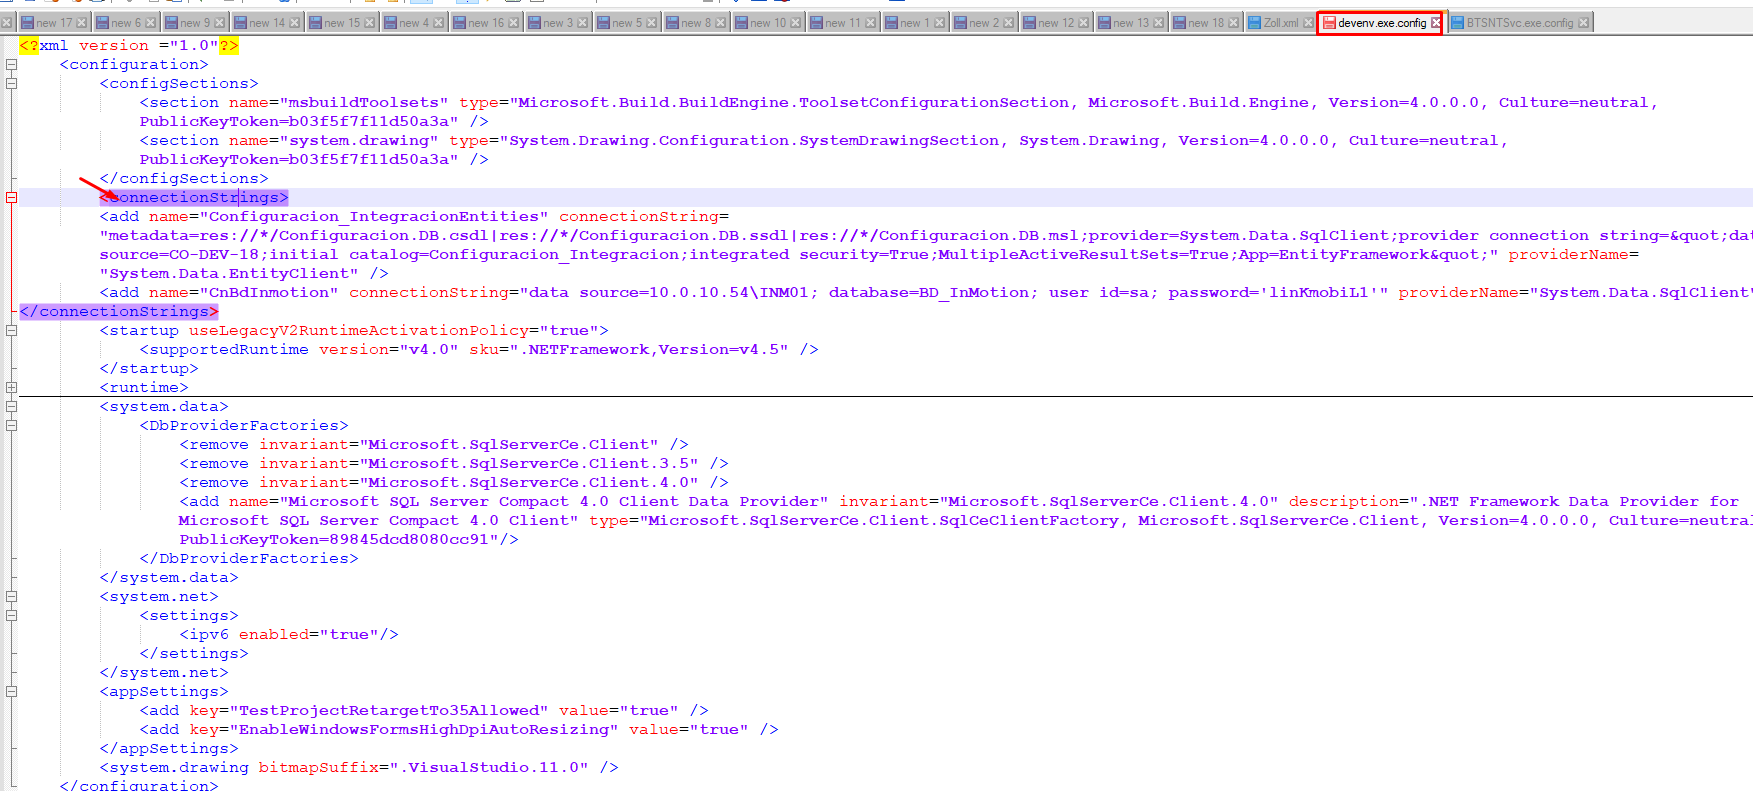 new 17 new 6 new 9 new 14 new 15 new 4 new 16 new 3 new 5 new 8 new 10 new 11 new 1 new 2 new 12 new 13 new 18 Zoll.xml devenv.exe.config BTSNTSvc.exe.config
<?xml version ="1.0"?>
<configuration>
<configSections>
<section name="msbuildToolsets" type="Microsoft.Build.BuildEngine.ToolsetConfigurationSection, Microsoft.Build.Engine, Version=4.0.0.0, Culture=neutral,
PublicKeyToken=b03f5f7f11d50a3a" />
<section name="system.drawing" type="System.Drawing.Configuration.SystemDrawingSection, System.Drawing, Version=4.0.0.0, Culture=neutral,
PublicKeyToken=b03f5f7f11d50a3a" />
</configSections>
<connectionStrings>
<add name="Configuracion_IntegracionEntities" connectionString=
"metadata=res://*/Configuracion.DB.csdl|res://*/Configuracion.DB.ssdl|res://*/Configuracion.DB.msl;provider=System.Data.SqlClient;provider connection string=&quot;da
source=CO-DEV-18;initial catalog=Configuracion_Integracion;integrated security=True;MultipleActiveResultSets=True;App=EntityFramework&quot;" providerName=
"System.Data.EntityClient" />
<add name="CnBdInmotion" connectionString="data source=10.0.10.54\INM01; database=BD_InMotion; user id=sa; password='linKmobiL1'" providerName="System.Data.SqlClient"
</connectionStrings>
<startup useLegacyV2RuntimeActivationPolicy="true">
<supportedRuntime version="v4.0" sku=".NETFramework,Version=v4.5" />
</startup>
<runtime>
<system.data>
<DbProviderFactories>
<remove invariant="Microsoft.SqlServerCe.Client" />
<remove invariant="Microsoft.SqlServerCe.Client.3.5" />
<remove invariant="Microsoft.SqlServerCe.Client.4.0" />
<add name="Microsoft SQL Server Compact 4.0 Client Data Provider" invariant="Microsoft.SqlServerCe.Client.4.0" description=".NET Framework Data Provider for
Microsoft SQL Server Compact 4.0 Client" type="Microsoft.SqlServerCe.Client.SqlCeClientFactory, Microsoft.SqlServerCe.Client, Version=4.0.0.0, Culture=neutral
PublicKeyToken=89845dcd8080cc91"/>
</DbProviderFactories>
</system.data>
<system.net>
<settings>
<ipv6 enabled="true"/>
</settings>
</system.net>
<appSettings>
<add key="TestProjectRetargetTo35Allowed" value="true" />
<add key="EnableWindowsFormsHighDpiAutoResizing" value="true" />
</appSettings>
<system.drawing bitmapSuffix=".VisualStudio.11.0" />
</configuration>